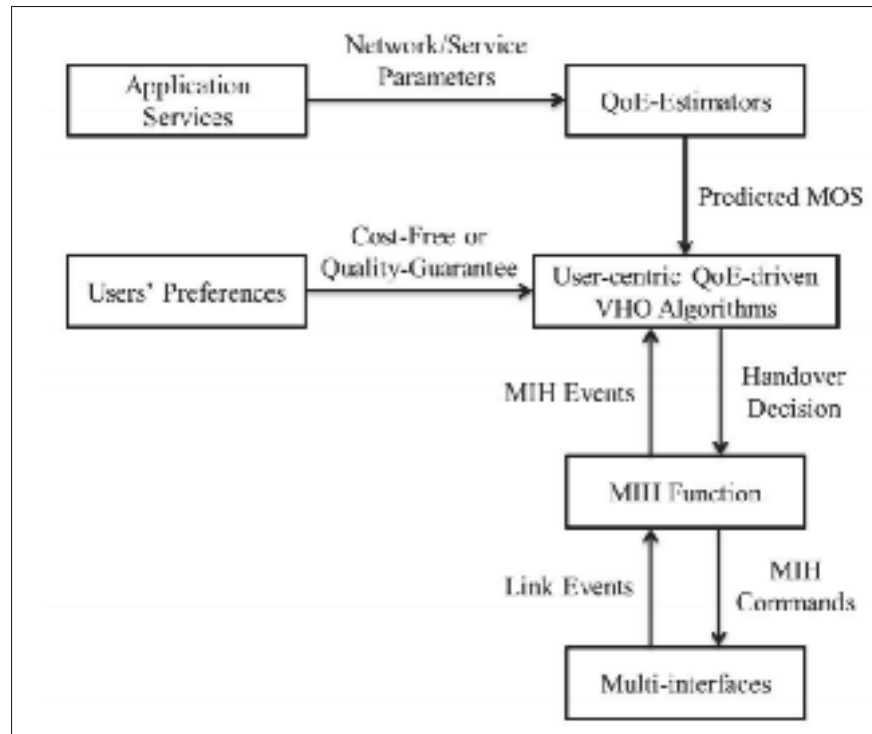 Network/Service
Parameters
Application
Services
QoE-Estimators
Predicted MOS
Cost-Free or
Quality-Guarantee
Users' Preferences
User-centric QoE-driven
VHO Algorithms
MIH Events
Handover
Decision
MIH Function
Link Events
MIH
Commands
Multi-interfaces